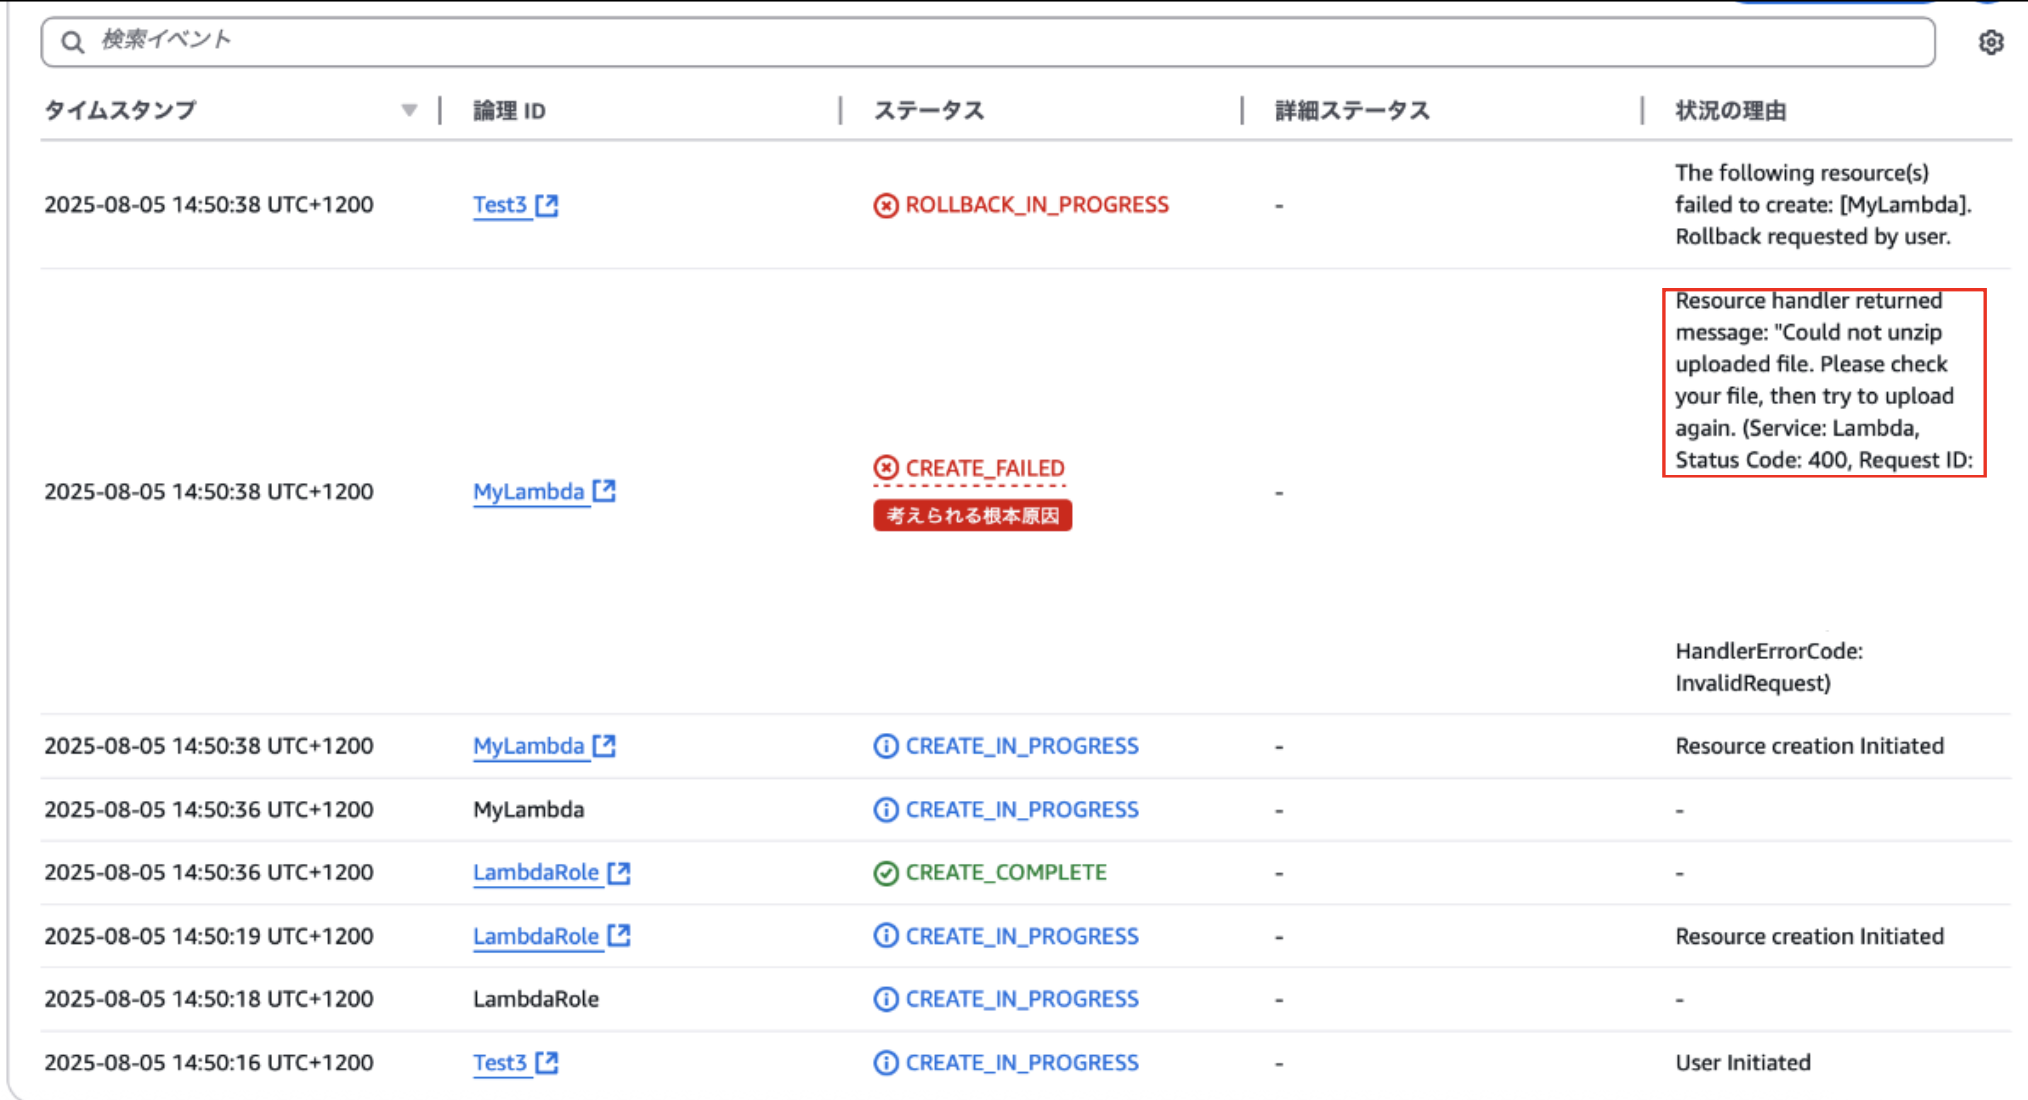 検索イベント
タイムスタンプ 論理 ID ステータス 詳細ステータス 状況の理由
2025-08-05 14:50:38 UTC+1200 Test3 ROLLBACK_IN_PROGRESS - The following resource(s)
failed to create: [MyLambda].
Rollback requested by user.
2025-08-05 14:50:38 UTC+1200 MyLambda CREATE_FAILED
考えられる根本原因
-
Resource handler returned
message: "Could not unzip
uploaded file. Please check
your file, then try to upload
again. (Service: Lambda,
Status Code: 400, Request ID:
HandlerErrorCode:
InvalidRequest)
2025-08-05 14:50:38 UTC+1200 MyLambda CREATE_IN_PROGRESS - Resource creation Initiated
2025-08-05 14:50:36 UTC+1200 MyLambda CREATE_IN_PROGRESS - -
2025-08-05 14:50:36 UTC+1200 LambdaRole CREATE_COMPLETE - -
2025-08-05 14:50:19 UTC+1200 LambdaRole CREATE_IN_PROGRESS - Resource creation Initiated
2025-08-05 14:50:18 UTC+1200 LambdaRole CREATE_IN_PROGRESS - -
2025-08-05 14:50:16 UTC+1200 Test3 CREATE_IN_PROGRESS - User Initiated